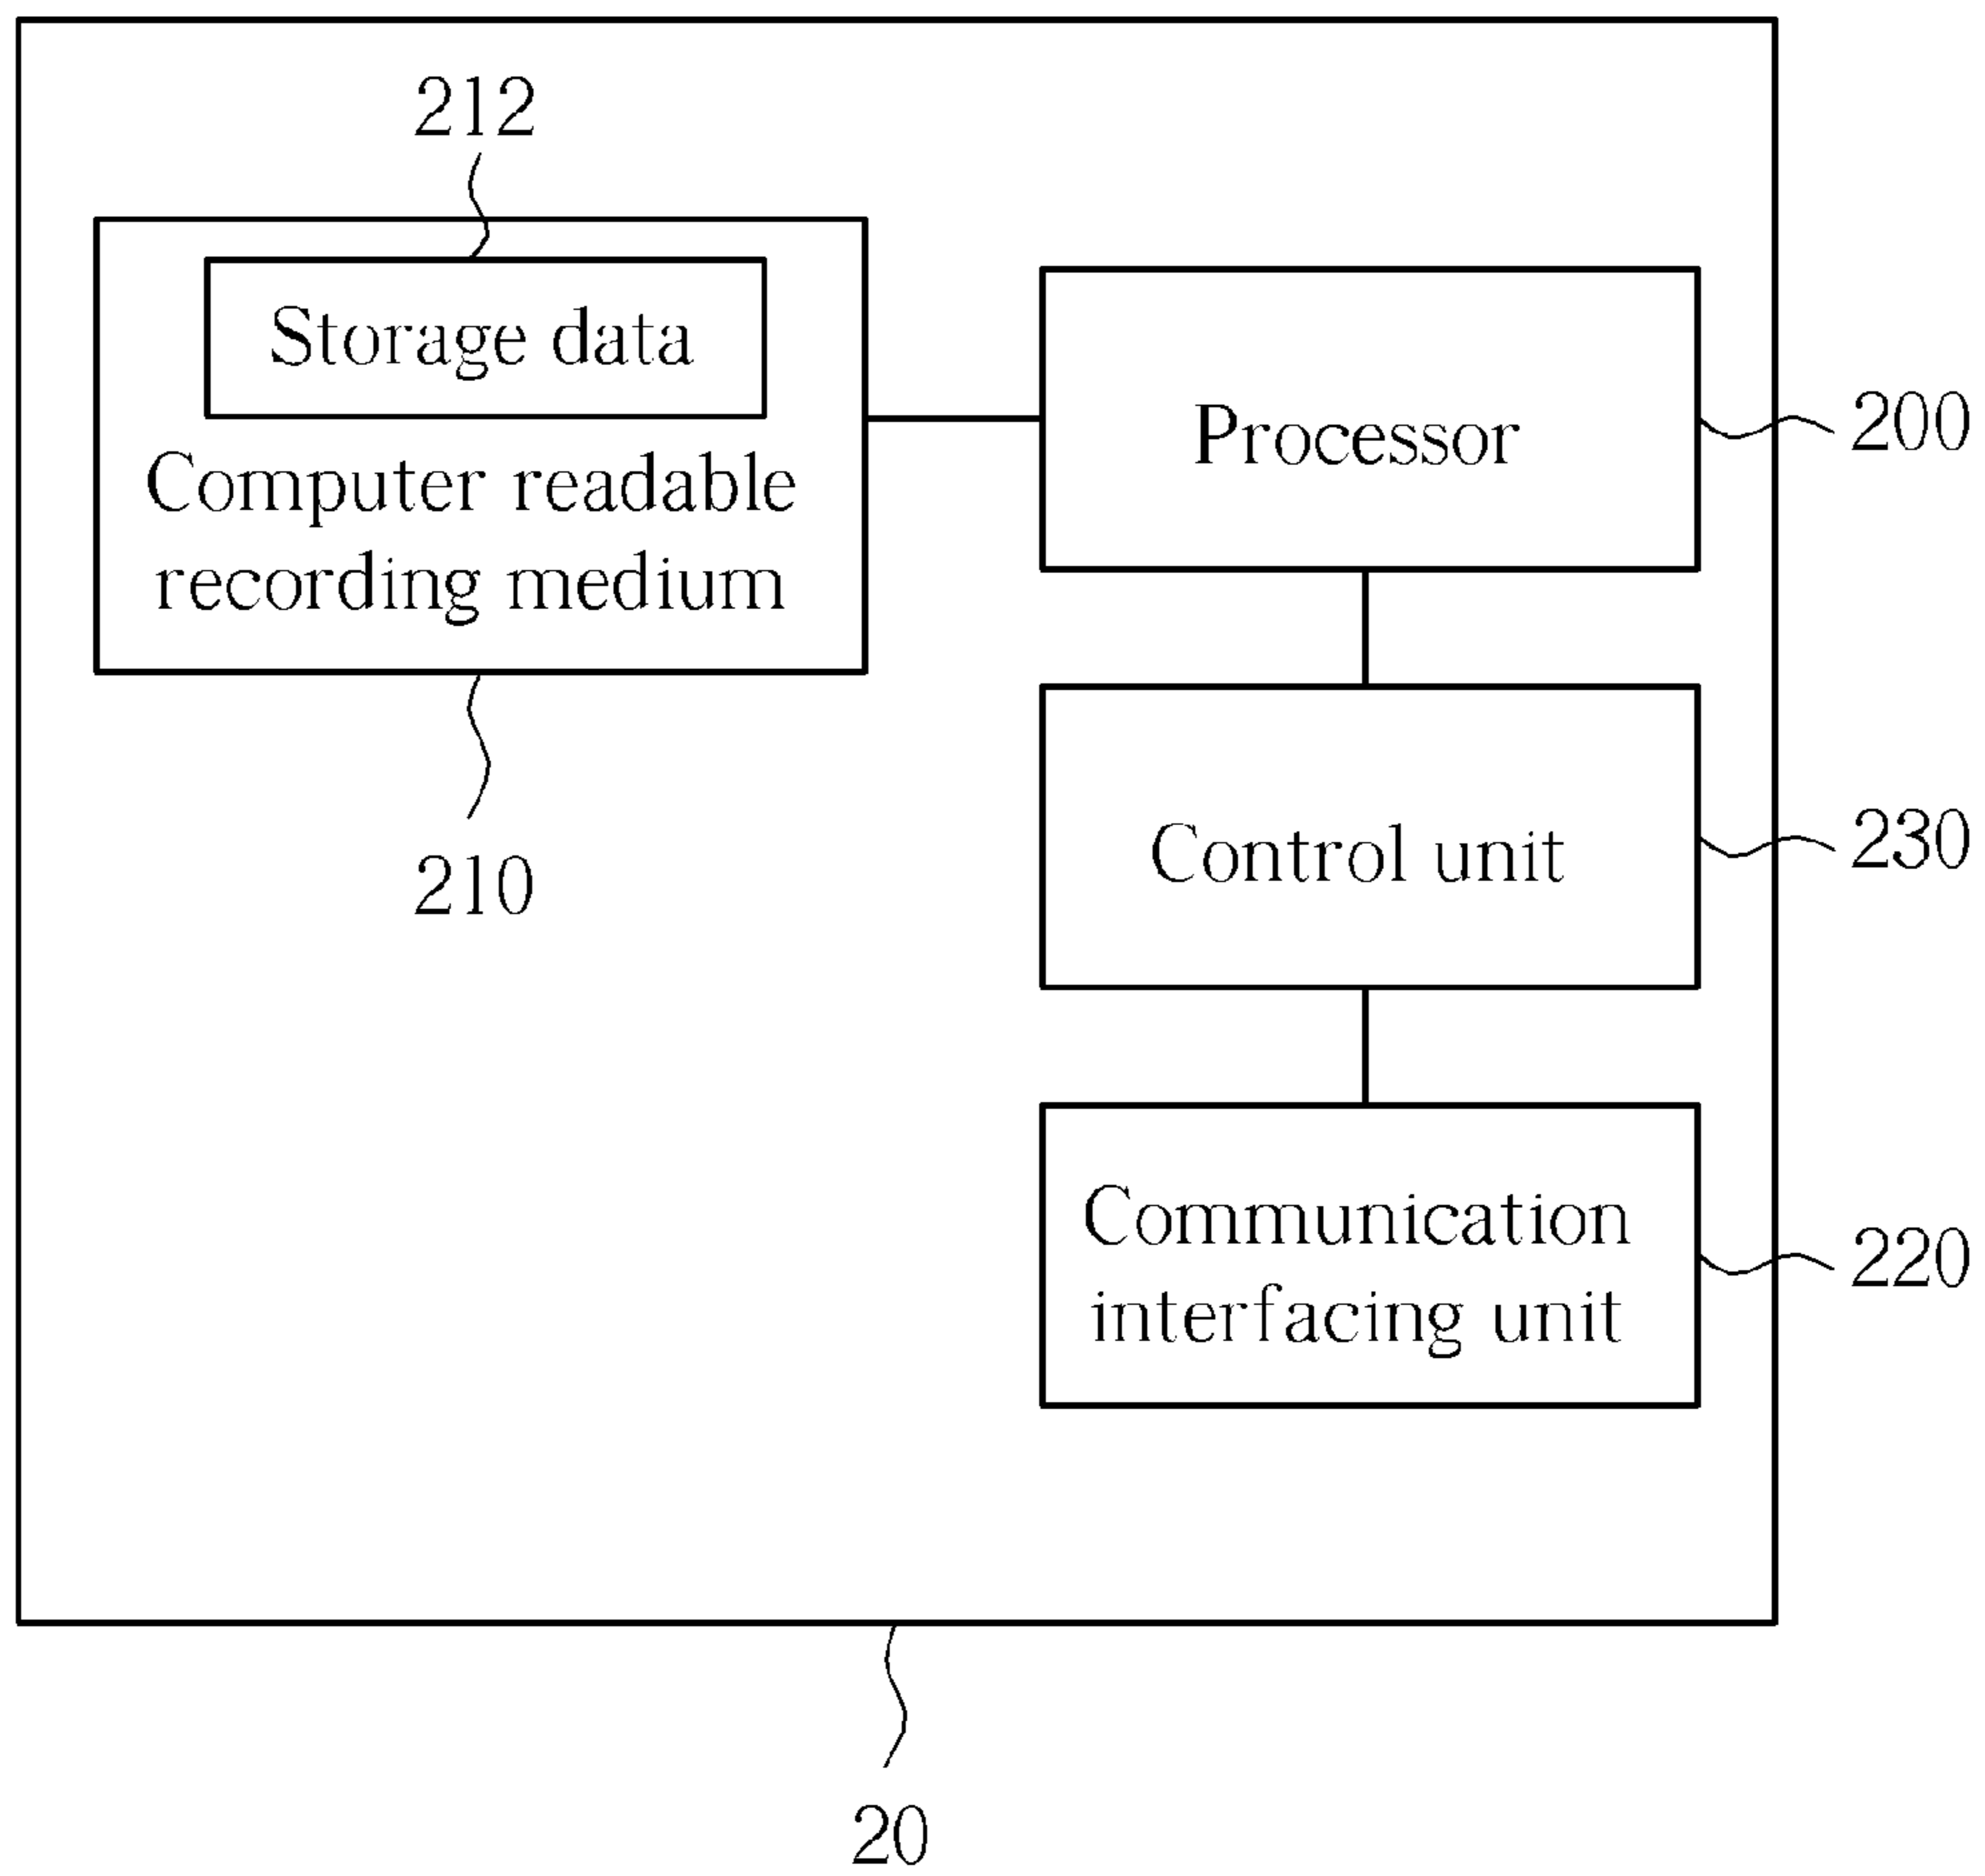 212
Storage data
Computer readable
recording medium
210
Processor
200
Control unit
230
Communication
interfacing unit
220
20